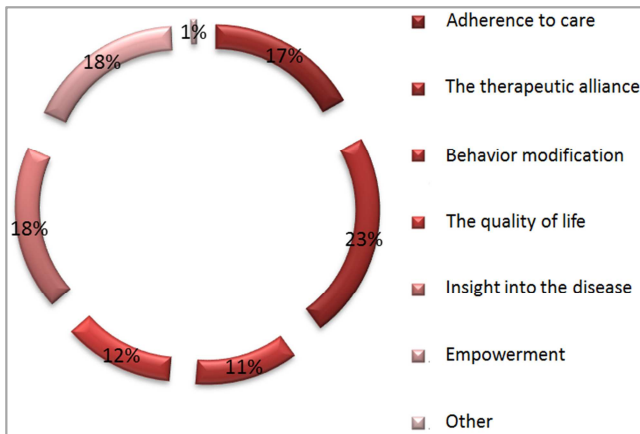 1%
17%
23%
11%
12%
18%
18%
Adherence to care
The therapeutic alliance
Behavior modification
The quality of life
Insight into the disease
Empowerment
Other